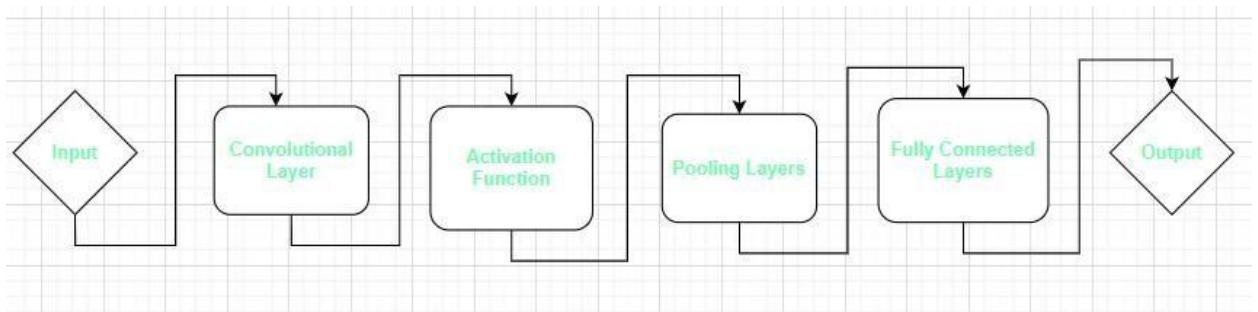 Input
Convolutional
Layer
Activation
Function
Pooling Layers
Fully Connected
Layers
Output